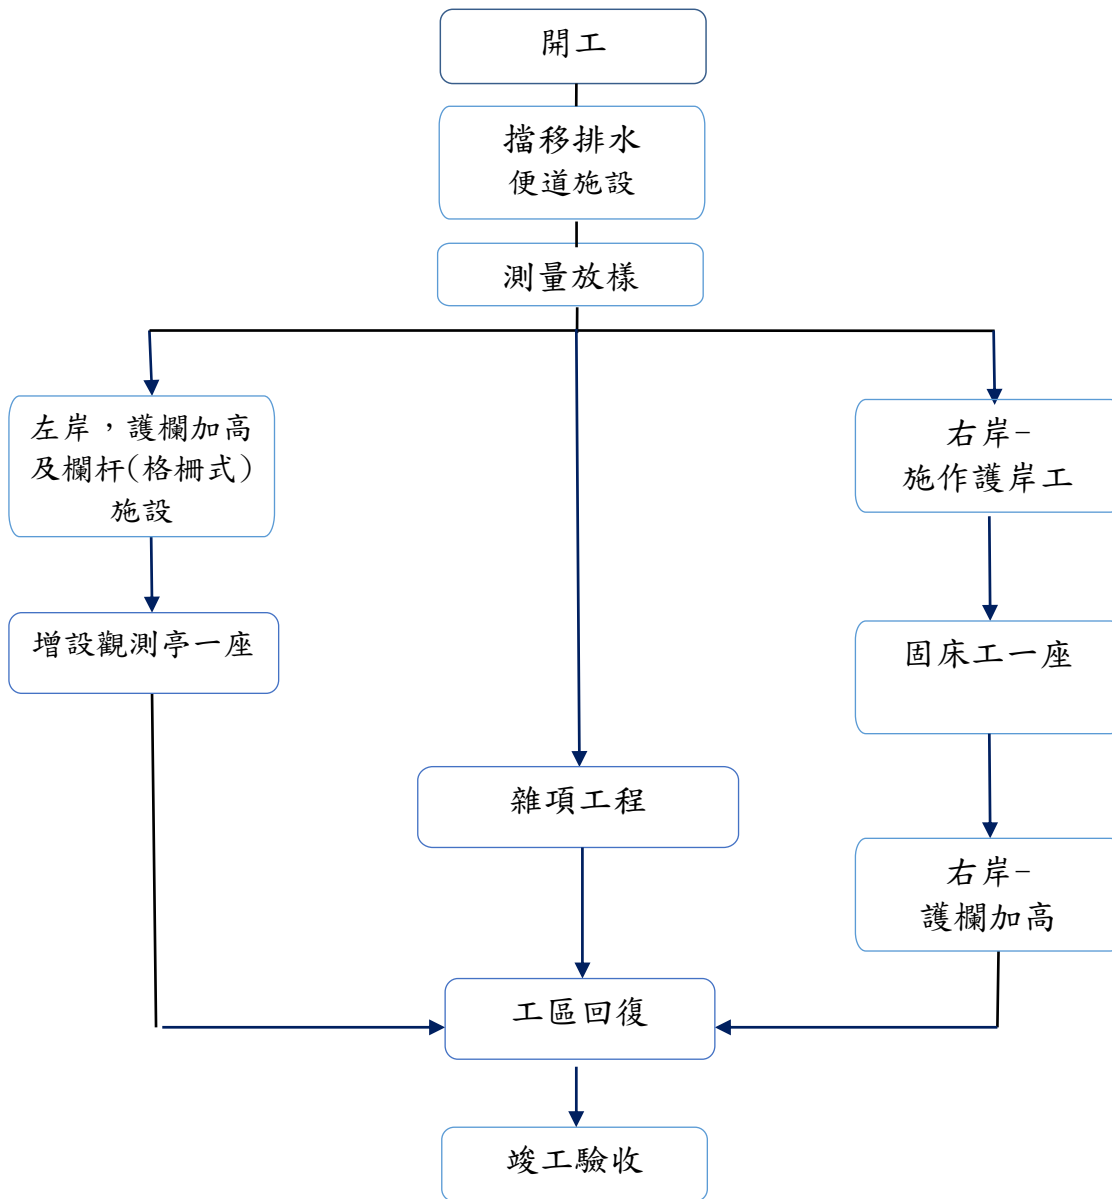 開工
擋移排水
便道施設
測量放樣
左岸，護欄加高
及欄杆(格柵式)
施設
增設觀測亭一座
雜項工程
右岸-
施作護岸工
固床工一座
右岸-
護欄加高
工區回復
竣工驗收